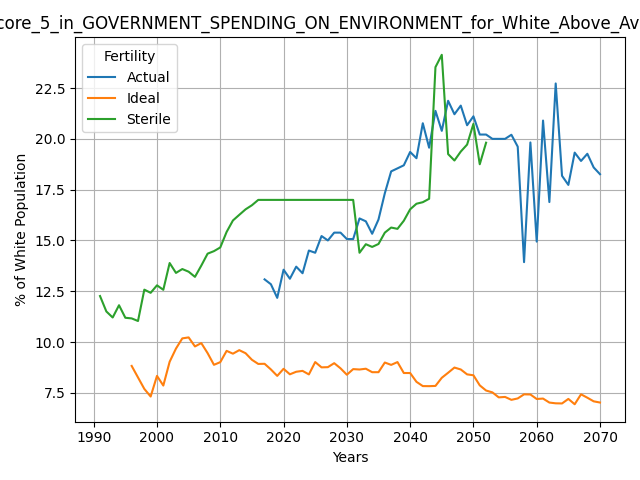 core_5_in_GOVERNMENT_SPENDING_ON_ENVIRONMENT_for_White_Above_Av
Fertility
Actual
Ideal
Sterile
% of White Population
22.5
20.0
17.5
15.0
12.5
10.0
7.5
1990 2000 2010 2020 2030 2040 2050 2060 2070
Years